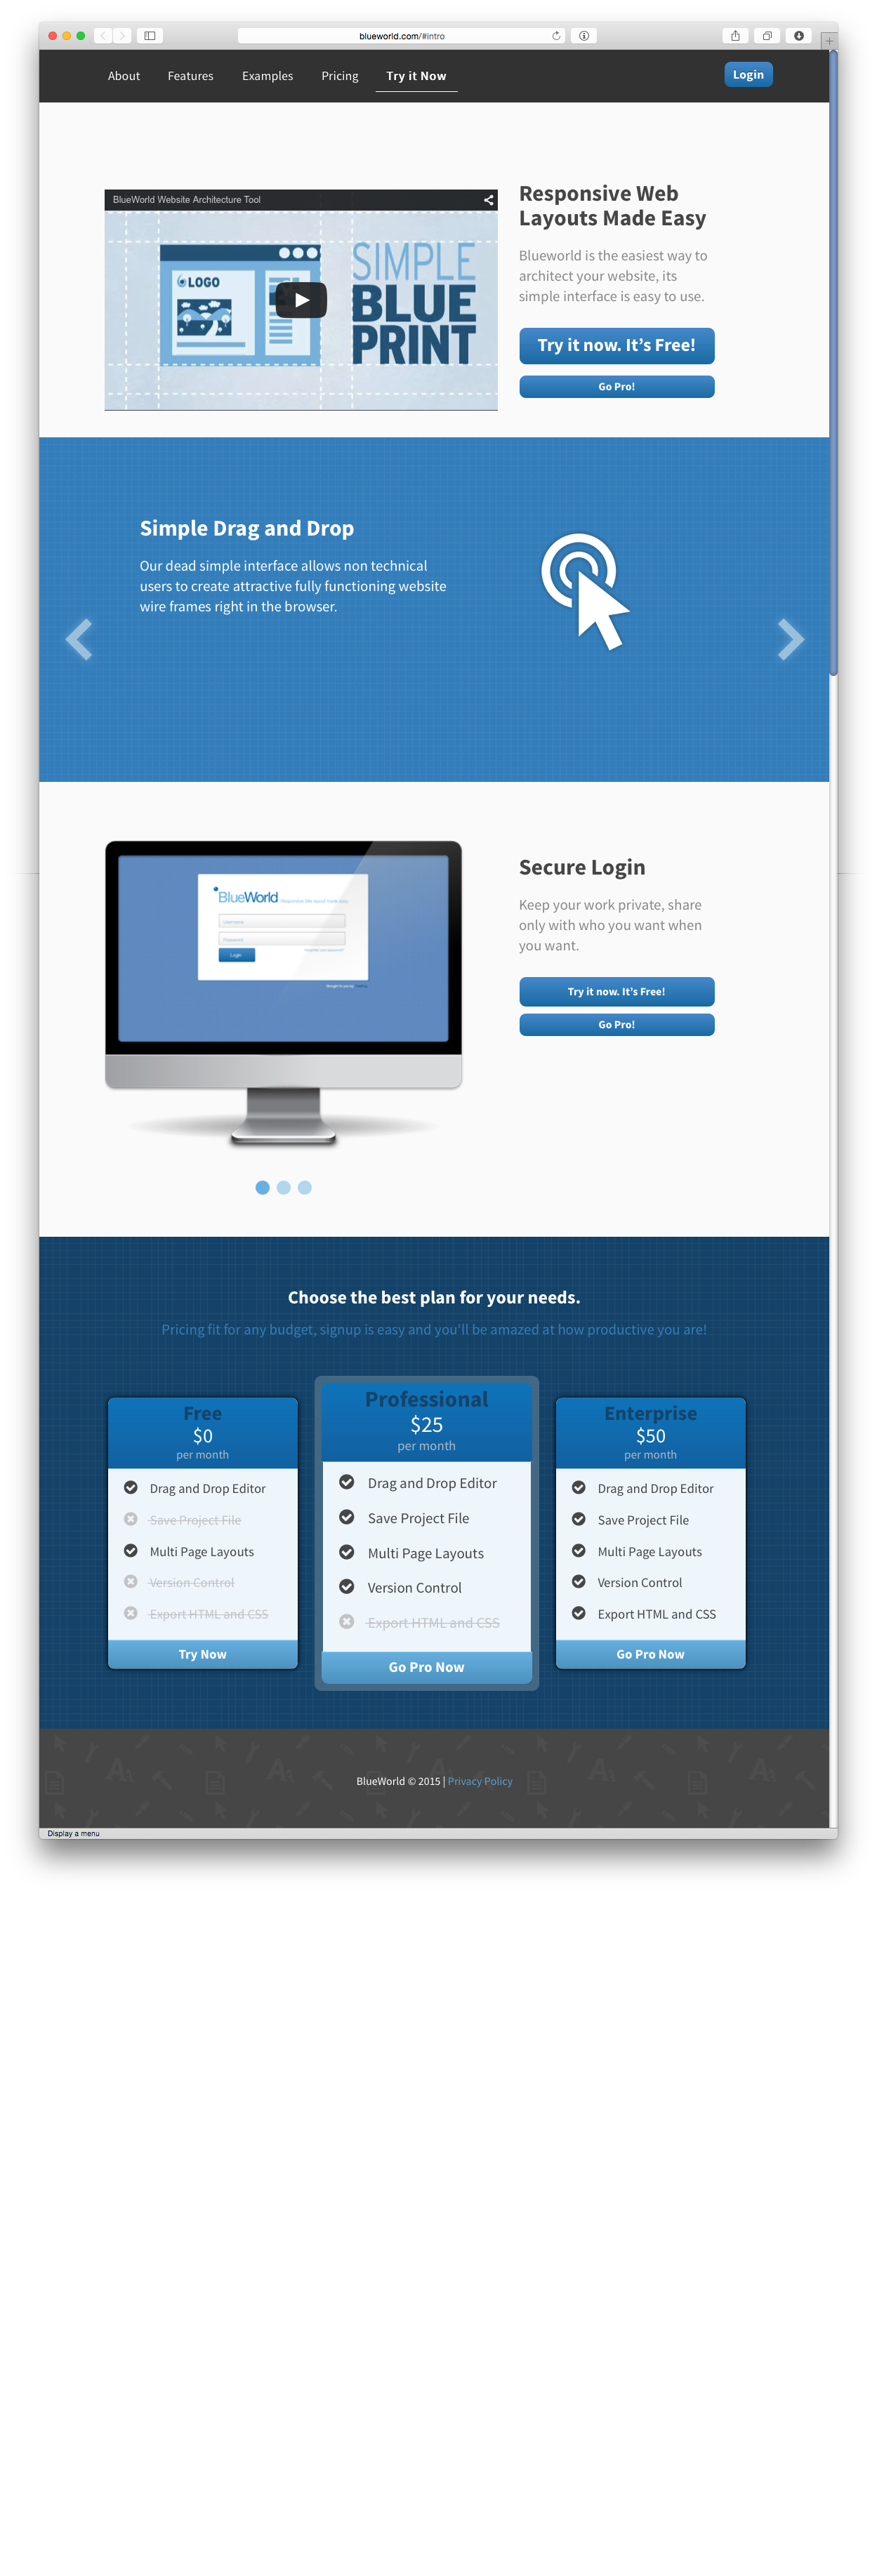 blueworld.com/#intro
About Features Examples Pricing Try it Now Login
BlueWorld Website Architecture Tool
LOGO
SIMPLE
BLUE
PRINT
Responsive Web
Layouts Made Easy
Blueworld is the easiest way to
architect your website, its
simple interface is easy to use.
Try it now. It's Free!
Go Pro!
Simple Drag and Drop
Our dead simple interface allows non technical
users to create attractive fully functioning website
wire frames right in the browser.
BlueWorld
Username
Password
Login
Secure Login
Keep your work private, share
only with who you want when
you want.
Try it now. It's Free!
Go Pro!
Choose the best plan for your needs.
Pricing fit for any budget, signup is easy and you'll be amazed at how productive you are!
Free
$0
per month
Drag and Drop Editor
Save Project File
Multi Page Layouts
Version Control
Export HTML and CSS
Try Now
Professional
$25
per month
Drag and Drop Editor
Save Project File
Multi Page Layouts
Version Control
Export HTML and CSS
Go Pro Now
Enterprise
$50
per month
Drag and Drop Editor
Save Project File
Multi Page Layouts
Version Control
Export HTML and CSS
Go Pro Now
BlueWorld © 2015 | Privacy Policy
Display a menu